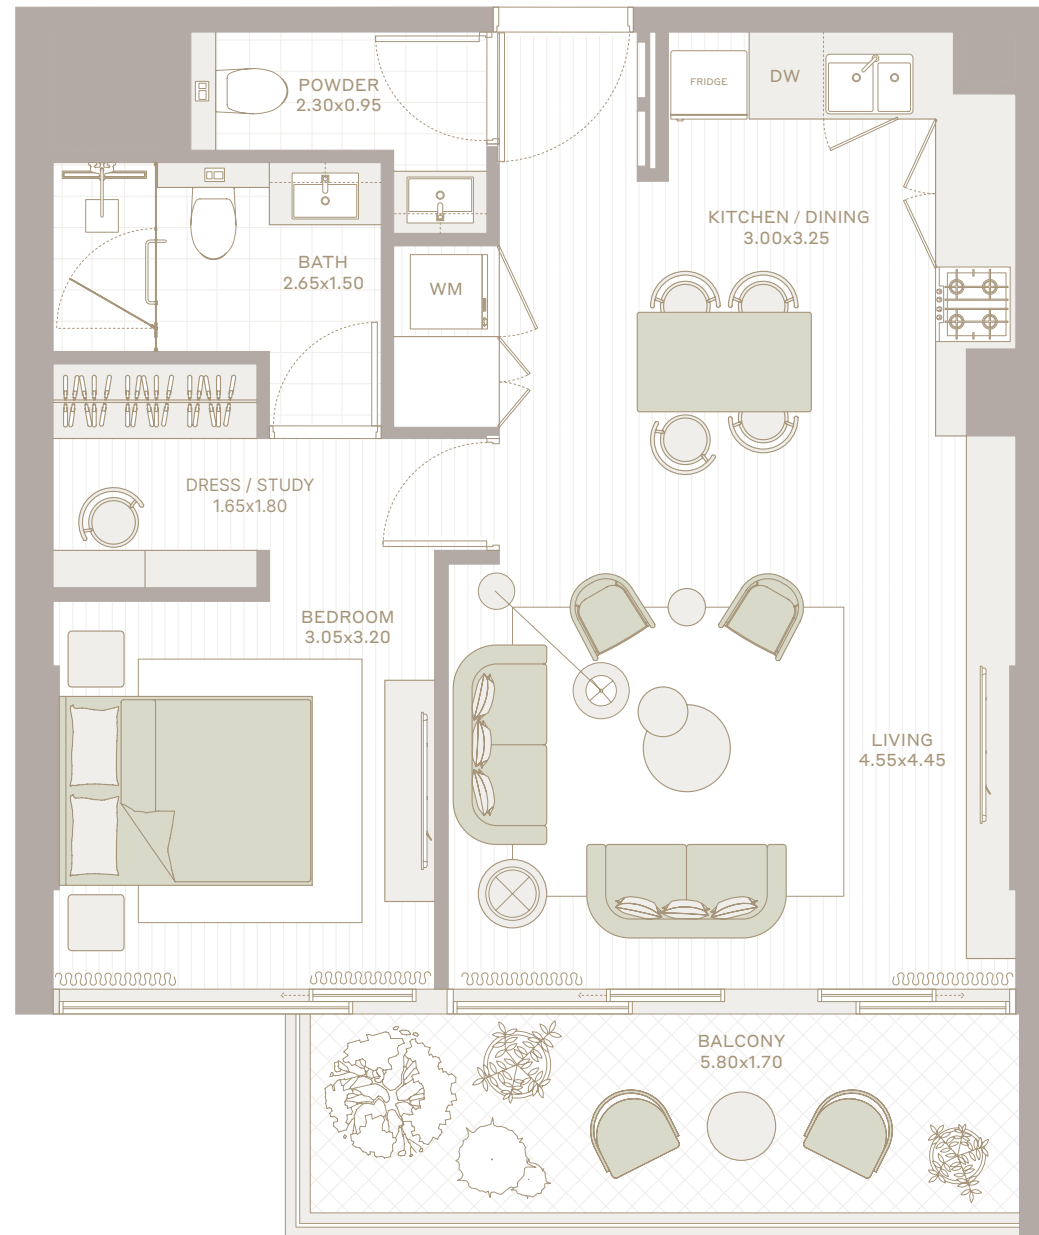 POWDER
2.30x0.95
FRIDGE
DW
KITCHEN / DINING
3.00x3.25
BATH
2.65x1.50
WM
DRESS / STUDY
1.65x1.80
BEDROOM
3.05x3.20
LIVING
4.55x4.45
BALCONY
5.80x1.70